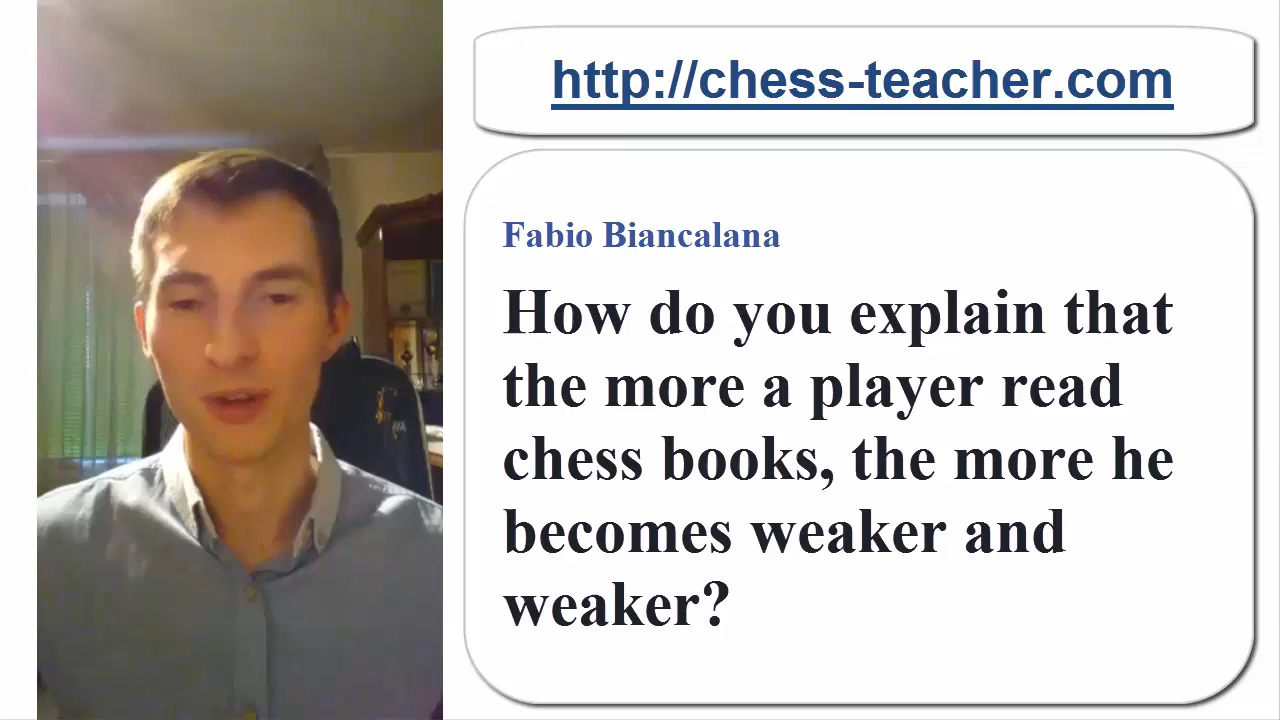 http://chess-teacher.com
Fabio Biancalana
How do you explain that
the more a player read
chess books, the more he
becomes weaker and
weaker?